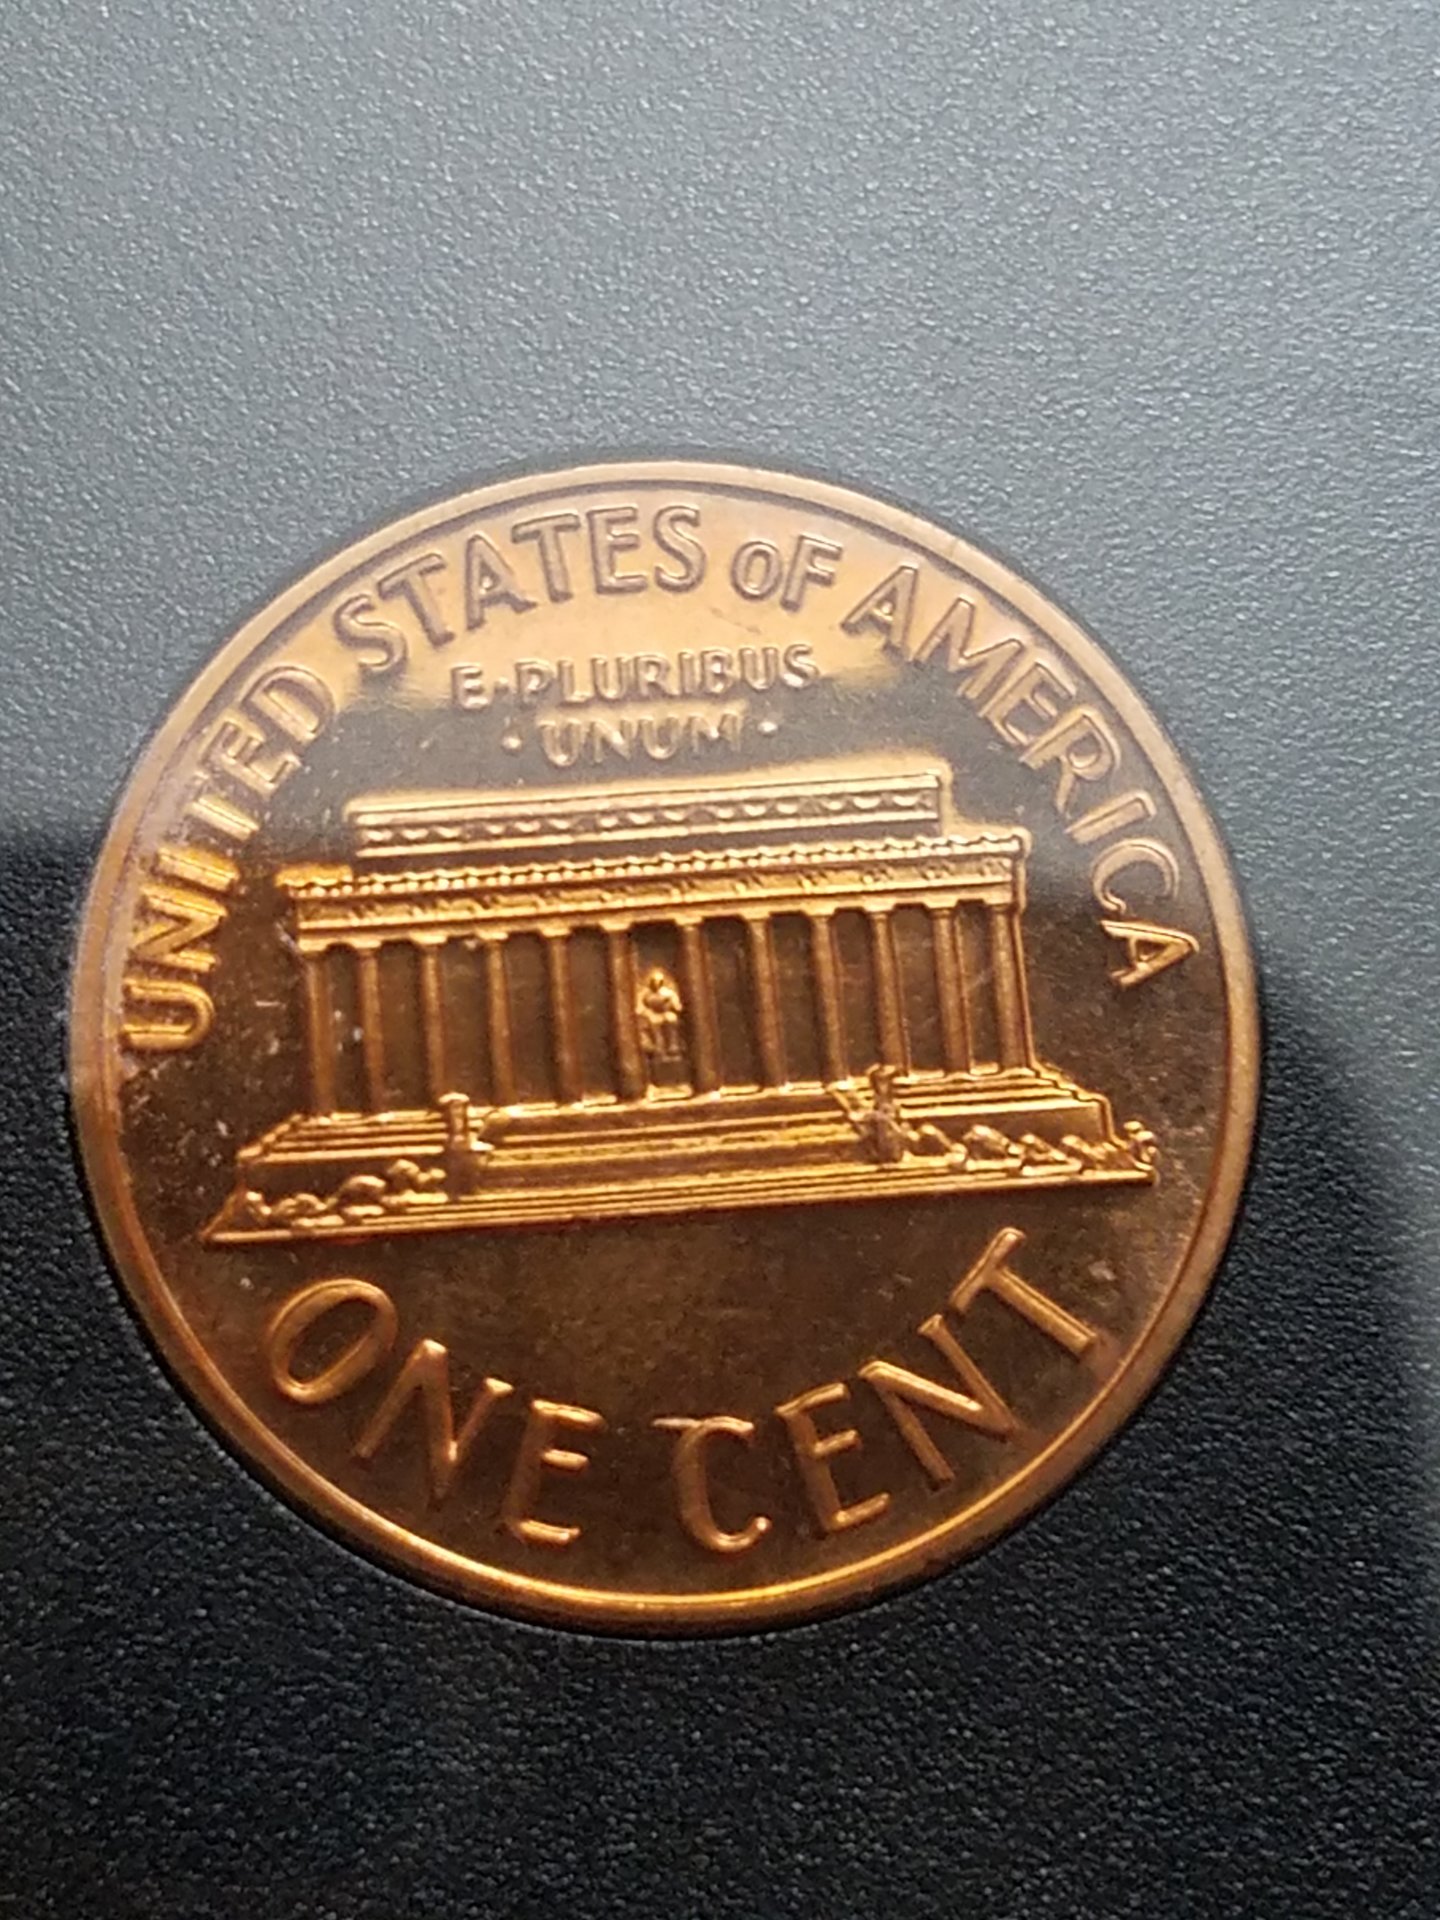 UNITED STATES OF AMERICA
E·PLURIBUS
·UNUM·
ONE CENT